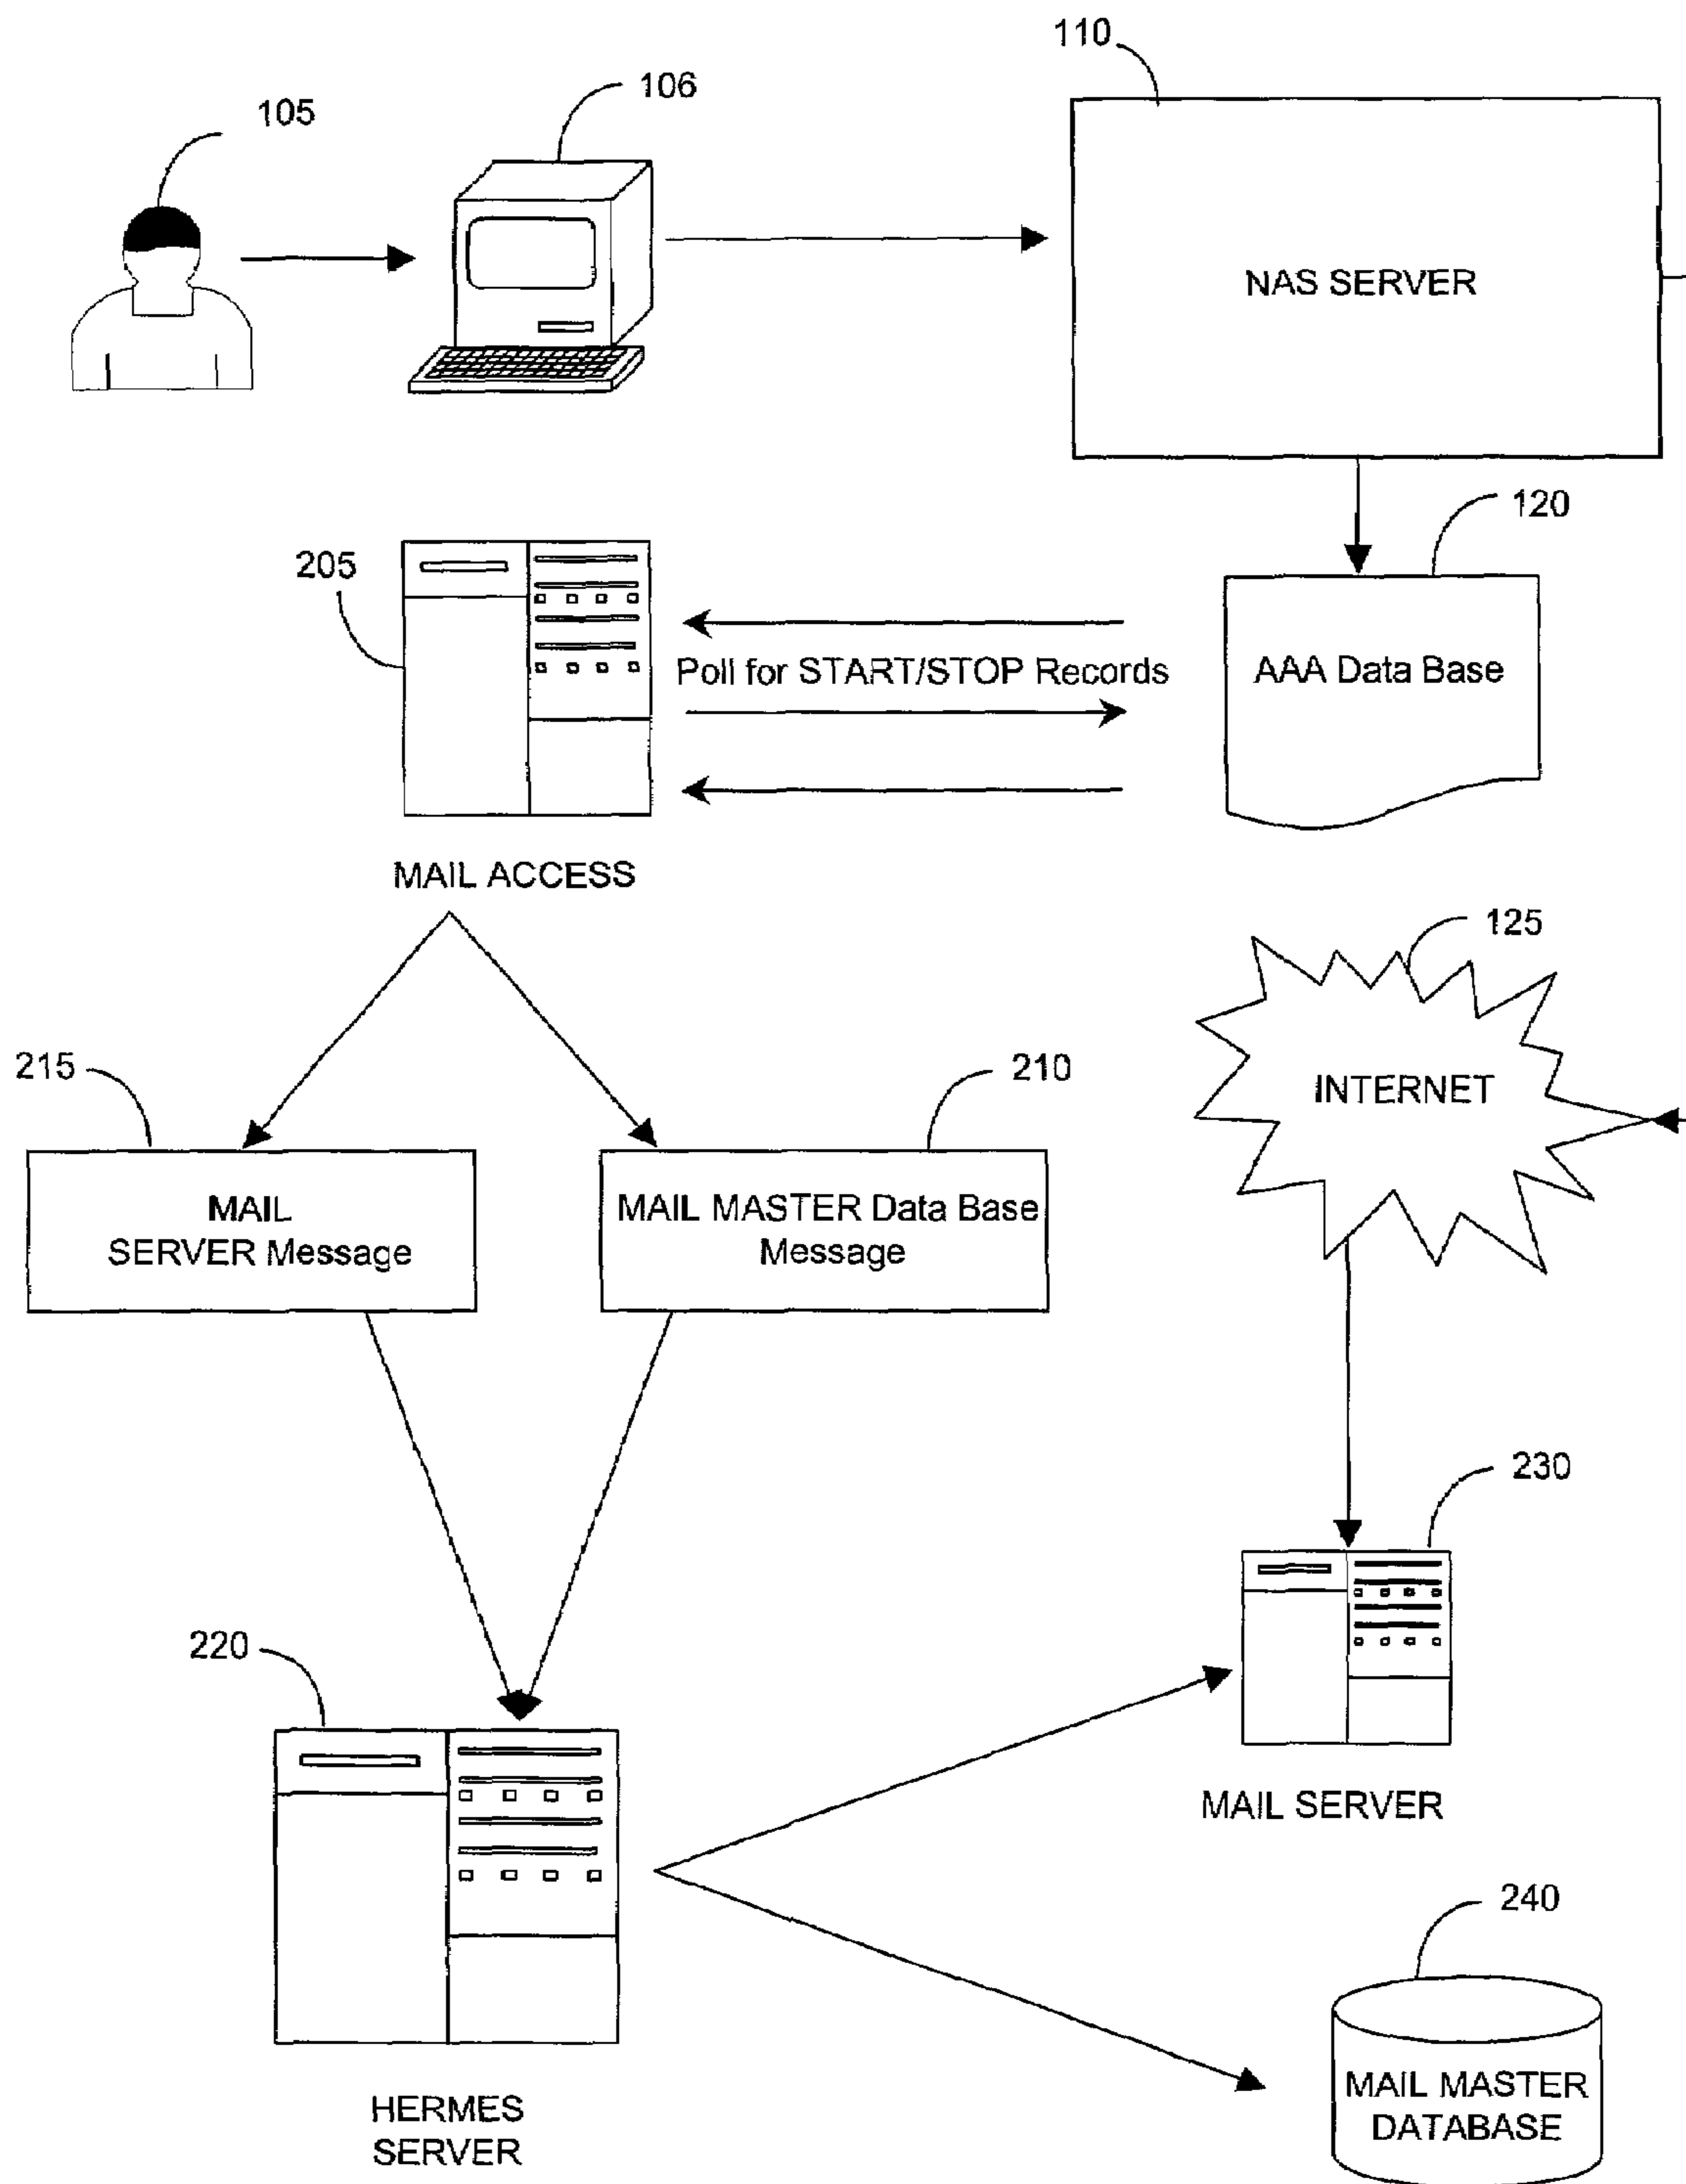 110
106
105
NAS SERVER
120
205
Poll for START/STOP Records
AAA Data Base
MAIL ACCESS
125
215
210
INTERNET
MAIL
SERVER Message
MAIL MASTER Data Base
Message
230
220
MAIL SERVER
240
MAIL MASTER
DATABASE
HERMES
SERVER